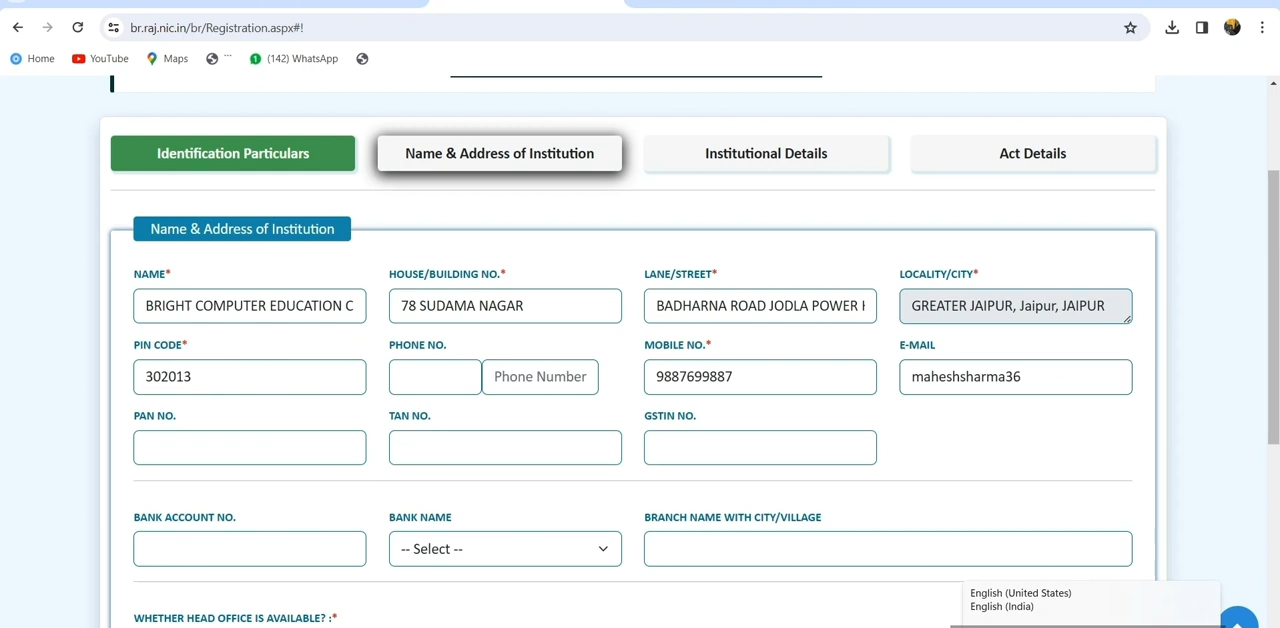 br.raj.nic.in/br/Registration.aspx#!
Home YouTube Maps (142) WhatsApp
Identification Particulars Name & Address of Institution Institutional Details Act Details
Name & Address of Institution
NAME* HOUSE/BUILDING NO.* LANE/STREET* LOCALITY/CITY*
BRIGHT COMPUTER EDUCATION C 78 SUDAMA NAGAR BADHARNA ROAD JODLA POWER GREATER JAIPUR, Jaipur, JAIPUR
PIN CODE* PHONE NO. MOBILE NO.* E-MAIL
302013 Phone Number 9887699887 maheshsharma36
PAN NO. TAN NO. GSTIN NO.
BANK ACCOUNT NO. BANK NAME BRANCH NAME WITH CITY/VILLAGE
-- Select --
English (United States)
English (India)
WHETHER HEAD OFFICE IS AVAILABLE? :*